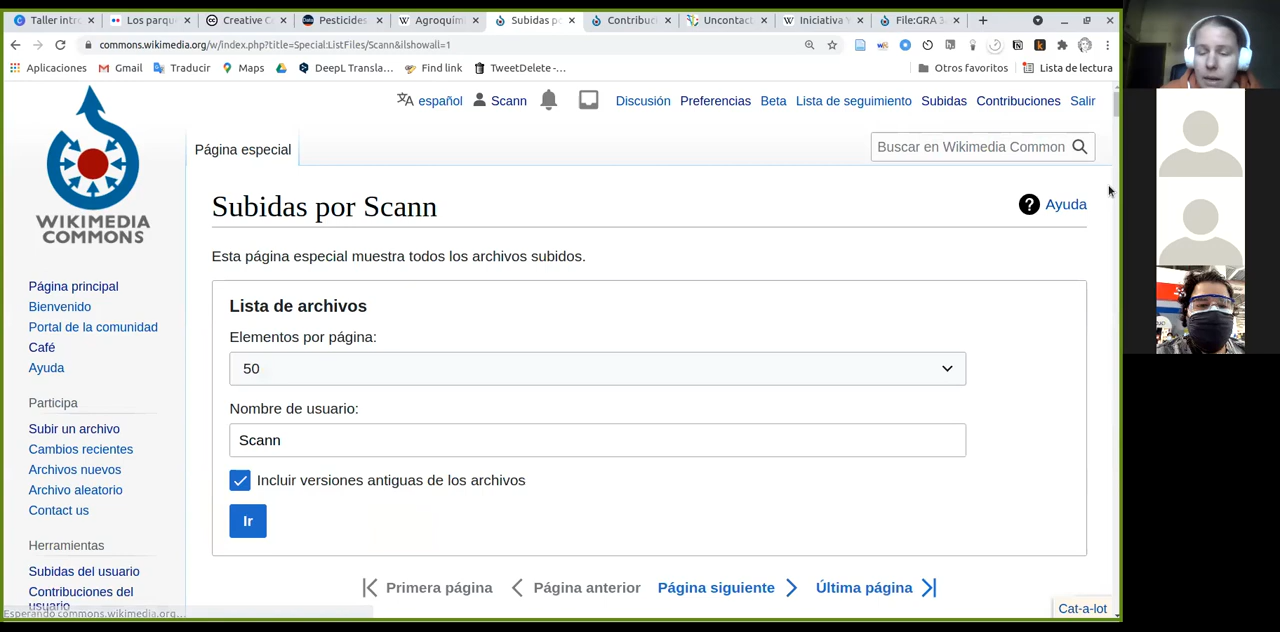 Taller intro
Los parqu
Creative C
Pesticides
Agroquím
Subidas po
Contribuci
Uncontact
Iniciativa
File:GRA
commons.wikimedia.org/w/index.php?title=Special:ListFiles/Scann&ilshowall=1
Aplicaciones
Gmail
Traducir
Maps
DeepL Transla...
Find link
TweetDelete -...
Otros favoritos
Lista de lectura
español
Scann
Discusión
Preferencias
Beta
Lista de seguimiento
Subidas
Contribuciones
Salir
Página especial
Buscar en Wikimedia Common
WIKIMEDIA
COMMONS
Subidas por Scann
Ayuda
Esta página especial muestra todos los archivos subidos.
Lista de archivos
Elementos por página:
50
Nombre de usuario:
Scann
Incluir versiones antiguas de los archivos
Ir
Primera página
Página anterior
Página siguiente
Última página
Página principal
Bienvenido
Portal de la comunidad
Café
Ayuda
Participa
Subir un archivo
Cambios recientes
Archivos nuevos
Archivo aleatorio
Contact us
Herramientas
Subidas del usuario
Contribuciones del
usuario
Esperando commons.wikimedia.org...
Cat-a-lot